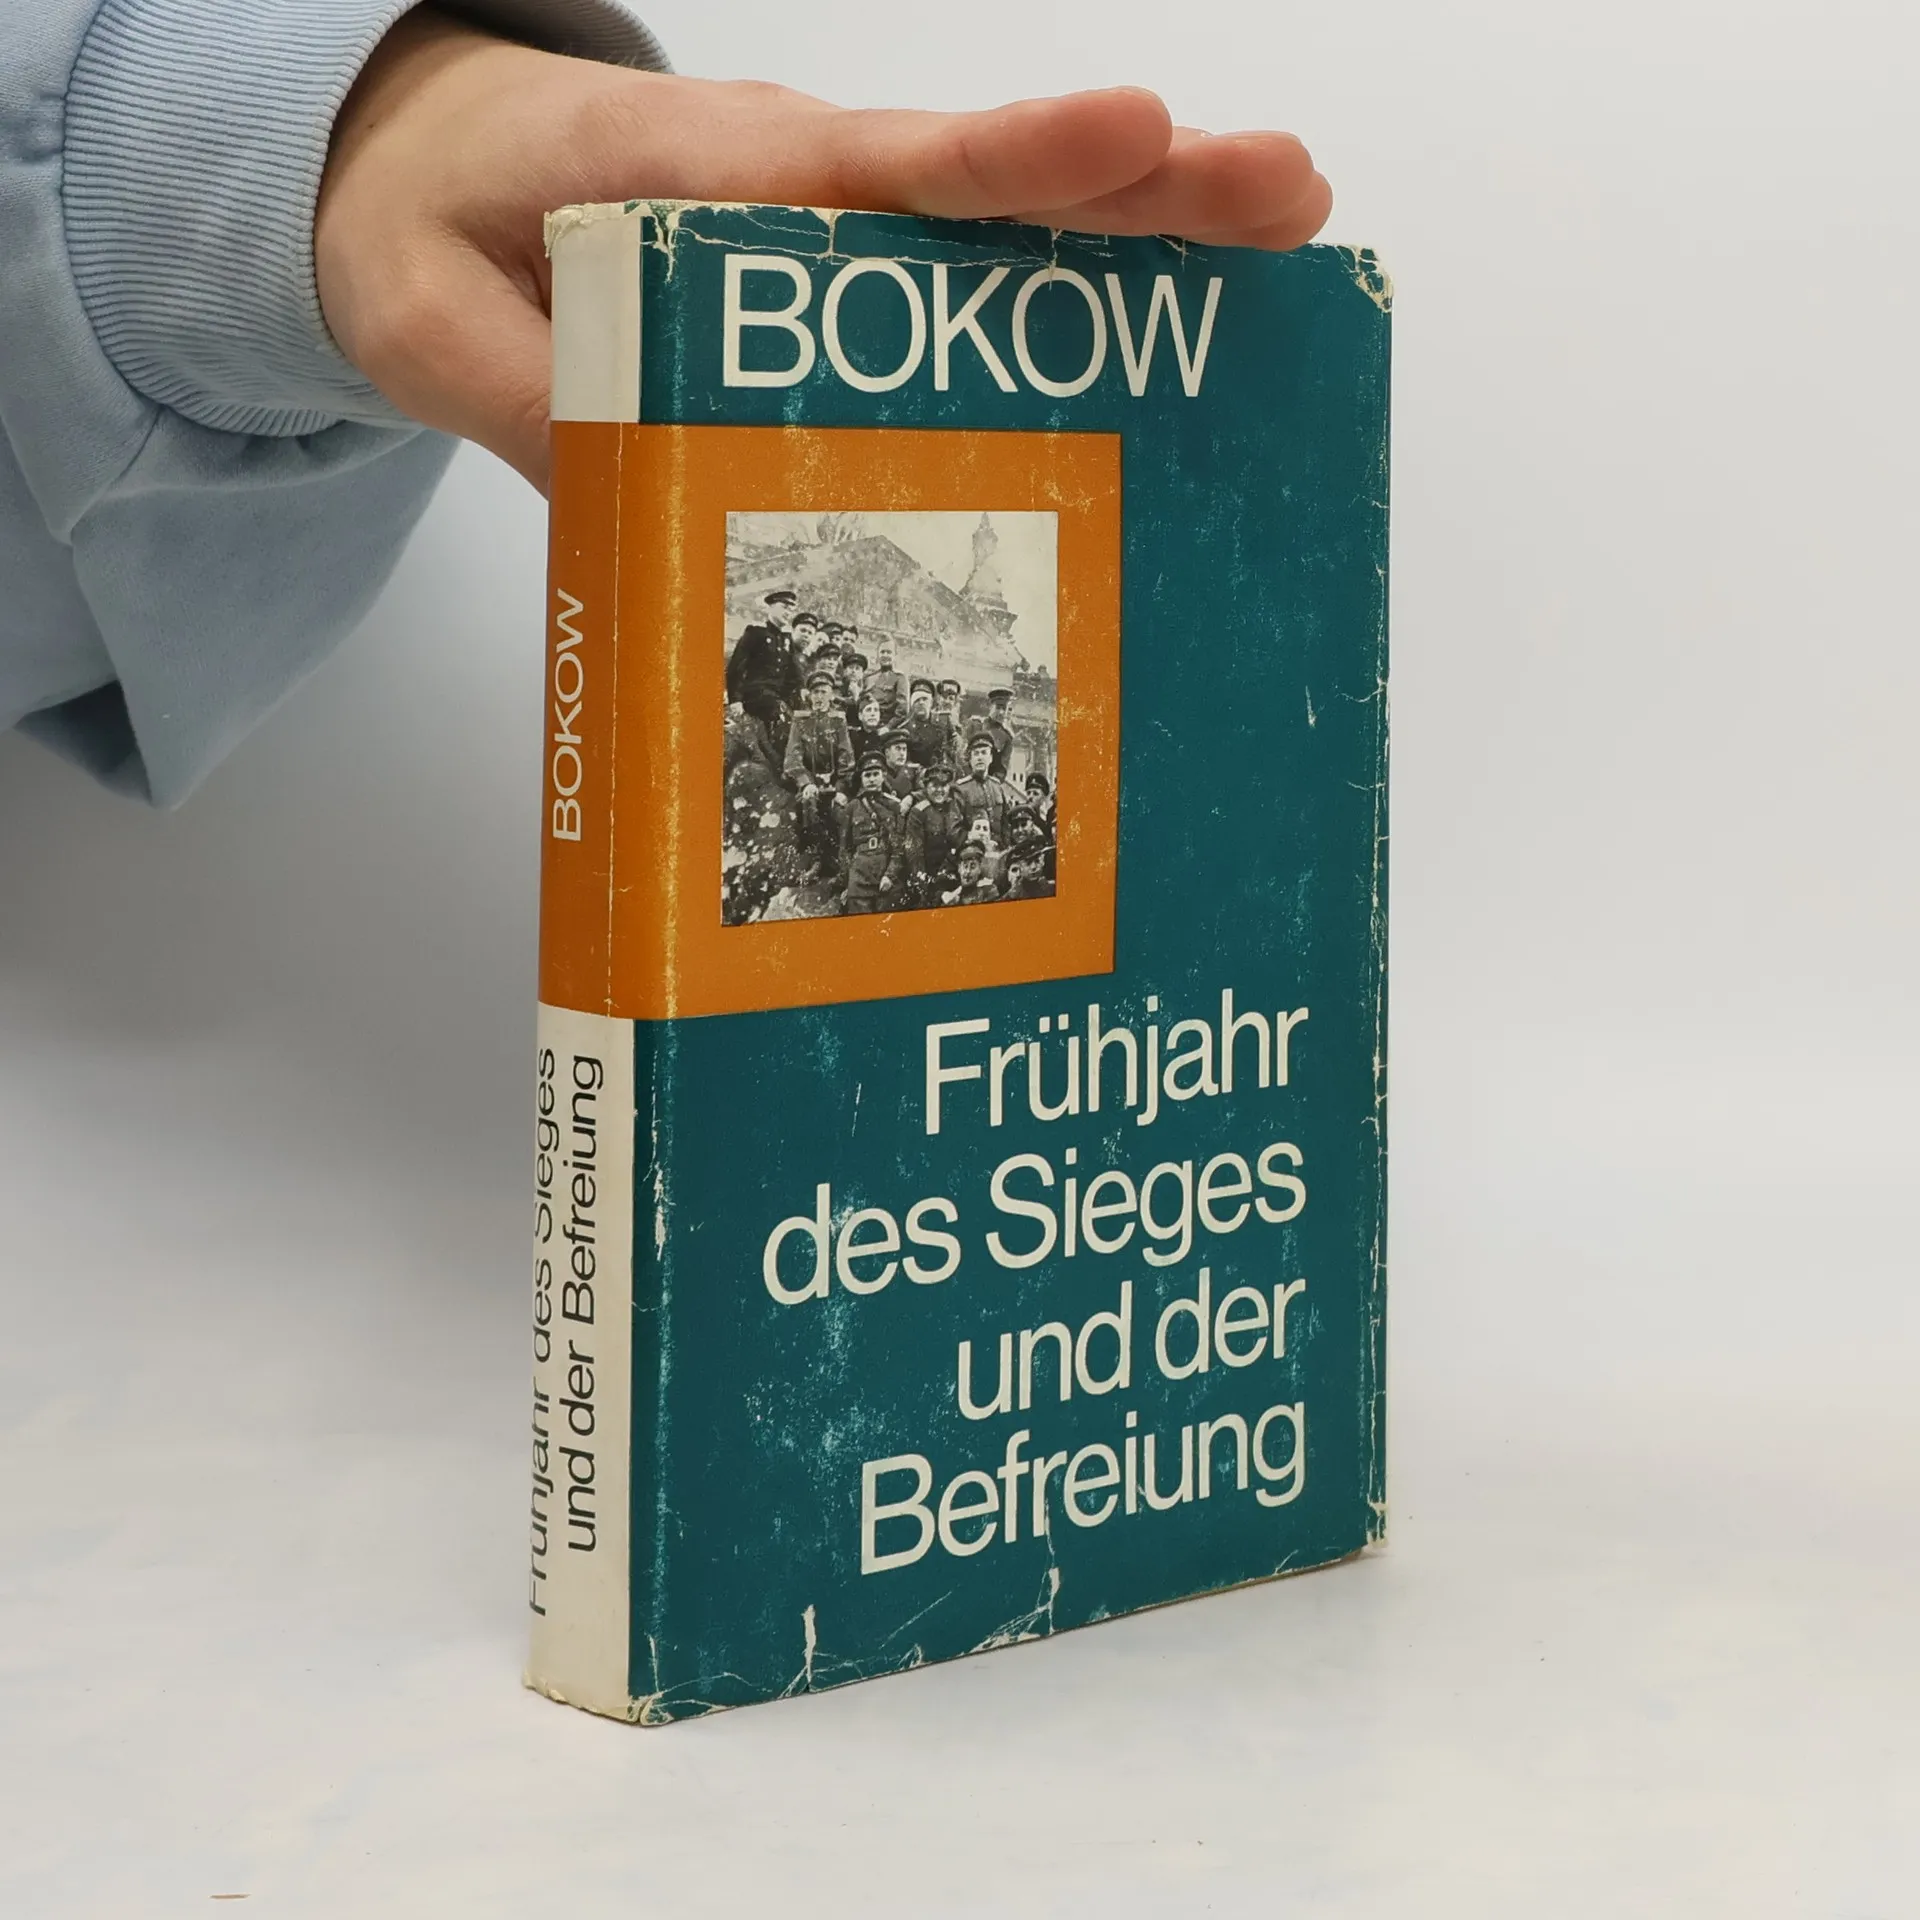 BOKOW
Frühjahr
des Sieges
und der
Befreiung
BOKOW
Frühjahr des Sieges
und der Befreiung